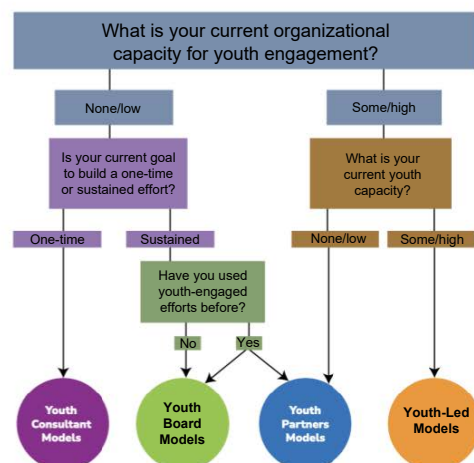 What is your current organizational
capacity for youth engagement?
None/low
Some/high
Is your current goal
to build a one-time
or sustained effort?
What is
your current
youth
capacity?
One-time
Sustained
None/low
Some/high
Have you used
youth-engaged
efforts before?
No
Yes
Youth
Consultant
Models
Youth
Board
Models
Youth
Partners
Models
Youth-Led
Models